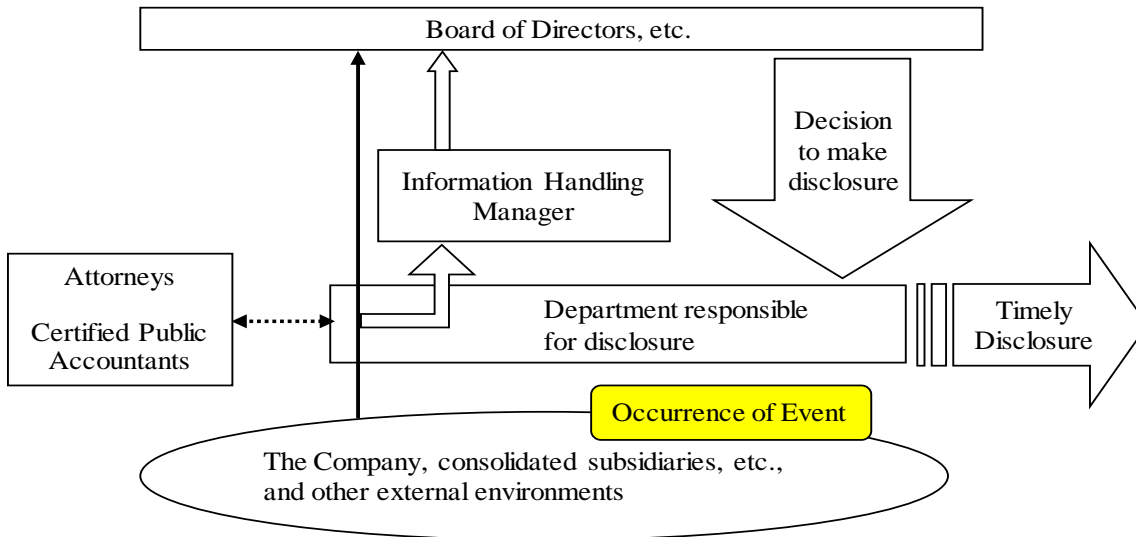 Board of Directors, etc.
Decision
to make
disclosure
Information Handling
Manager
Attorneys
Certified Public
Accountants
Department responsible
for disclosure
Timely
Disclosure
Occurrence of Event
The Company, consolidated subsidiaries, etc.,
and other external environments